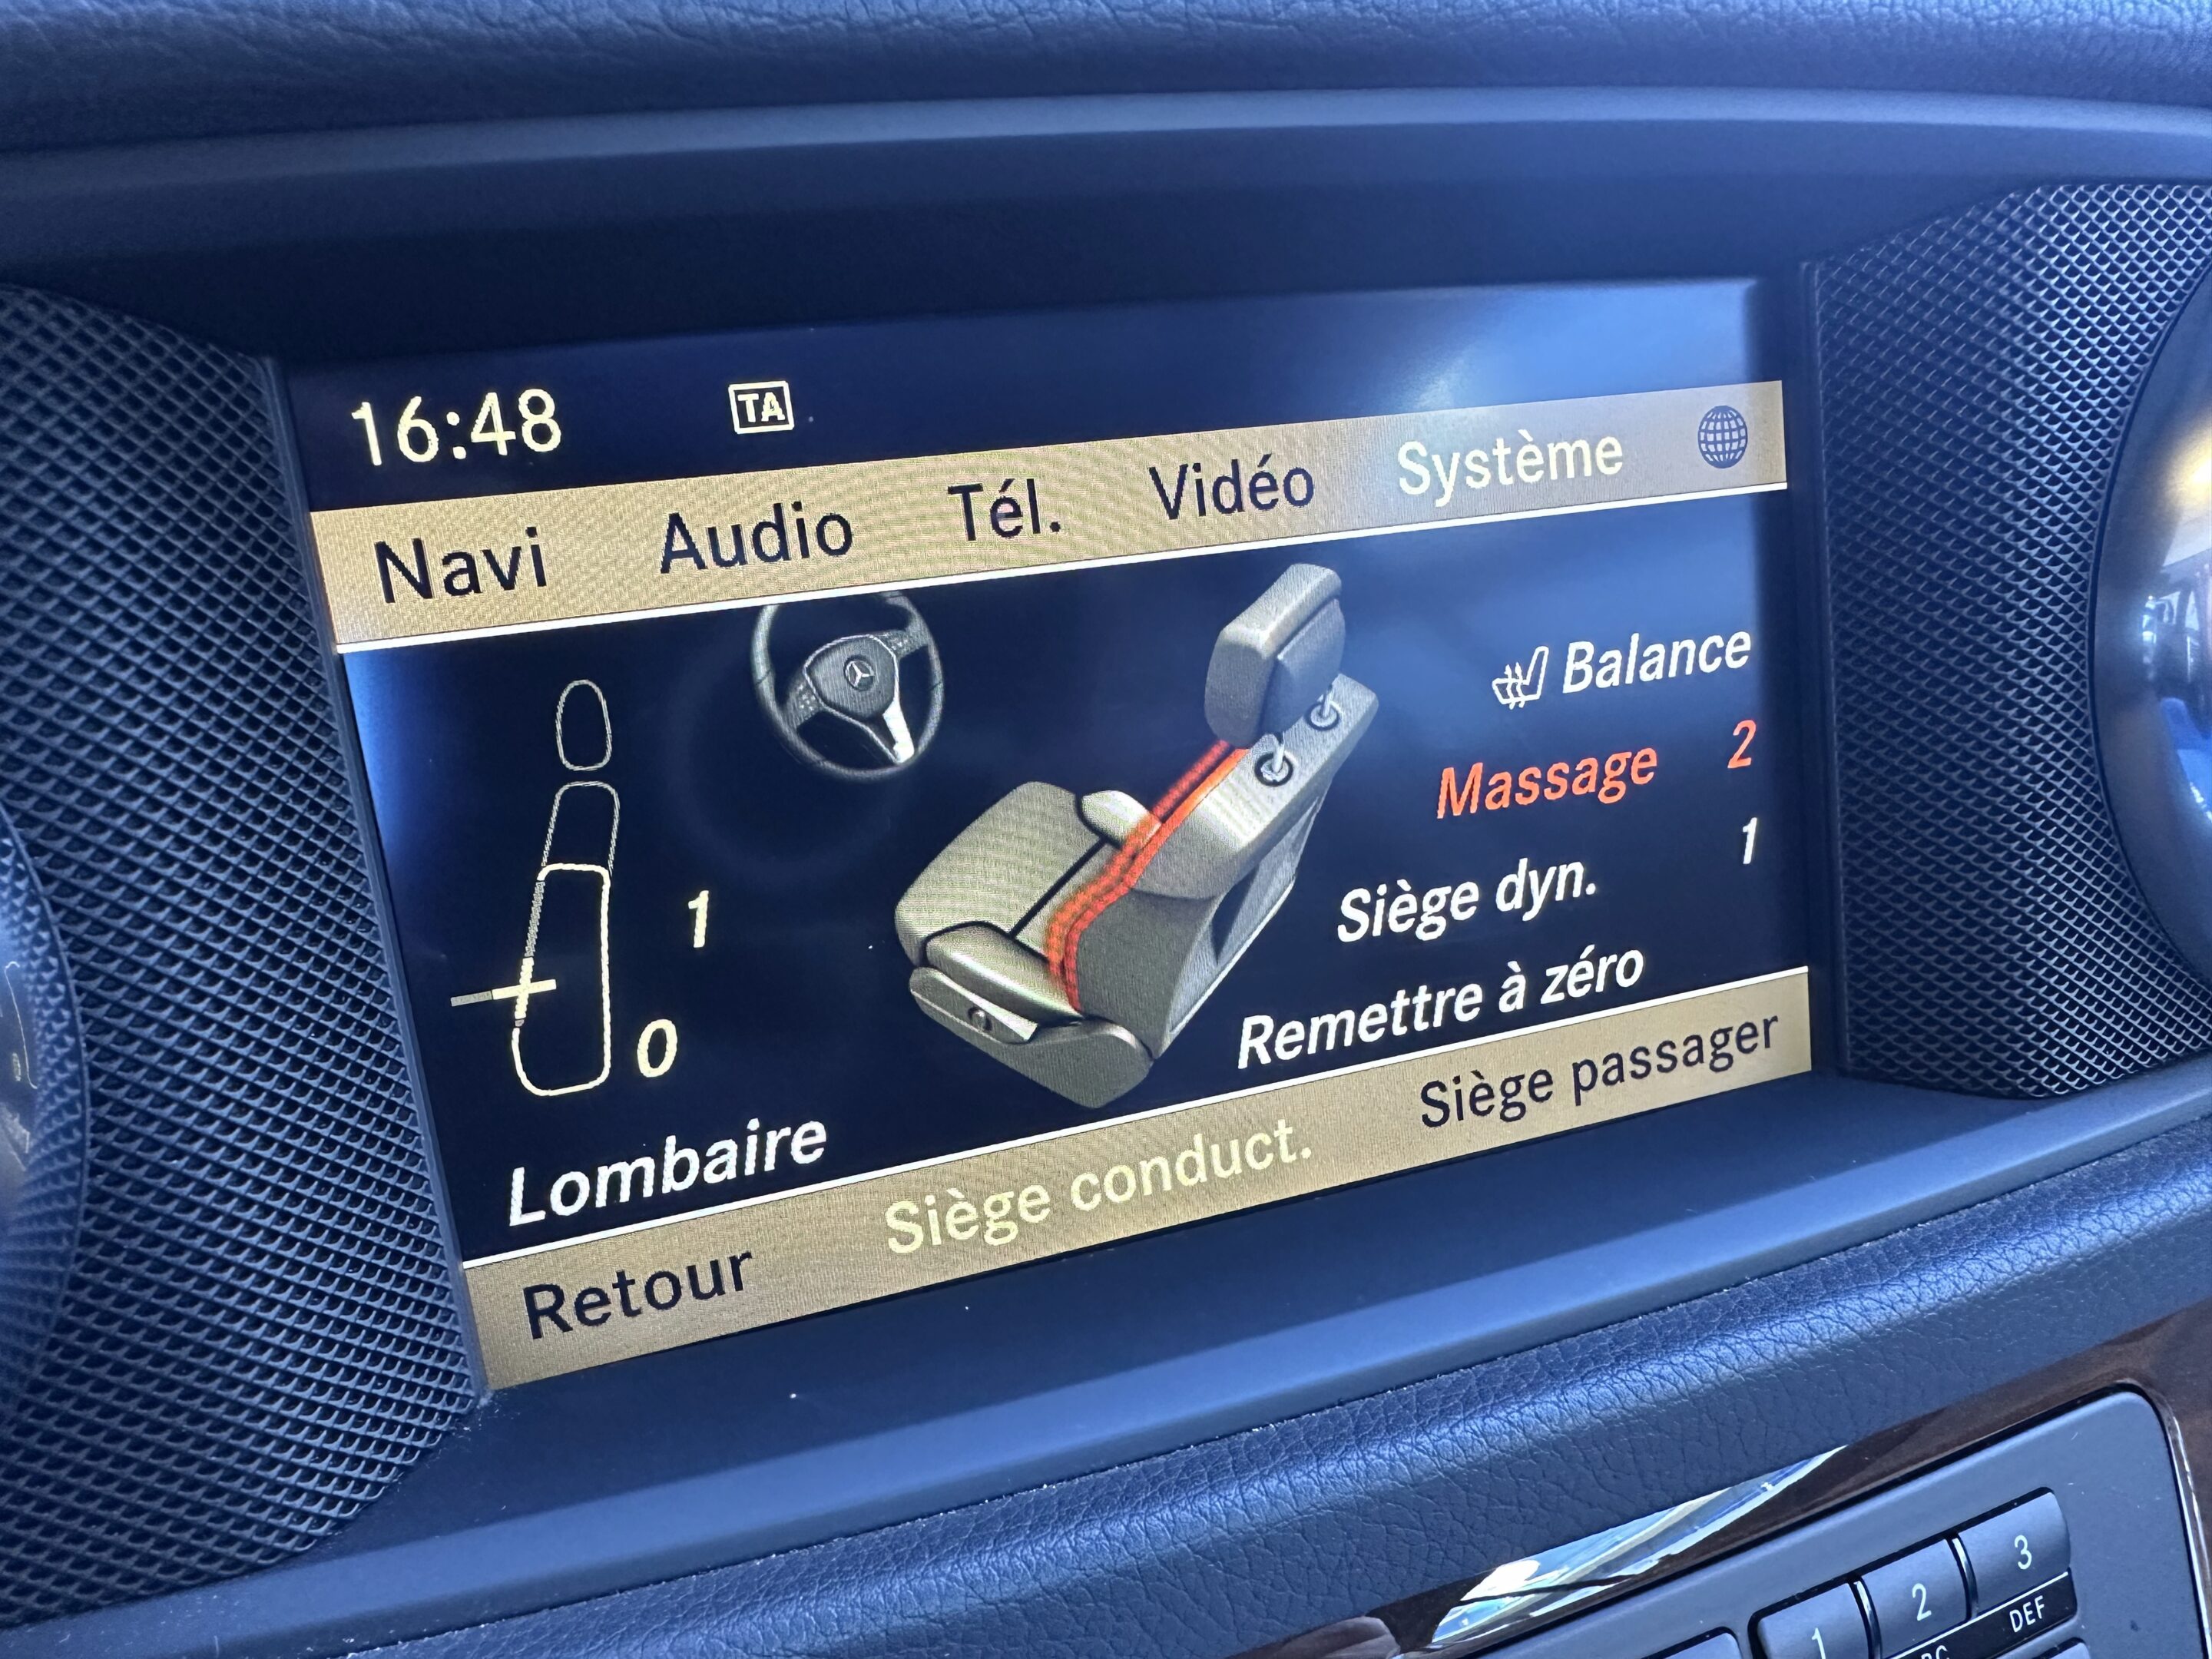 16:48 TA
Navi Audio Tél. Vidéo Système
Balance
Massage 2
Siège dyn. 1
Remettre à zéro
1
0
Lombaire
Retour Siège conduct. Siège passager
1 2 3
DEF